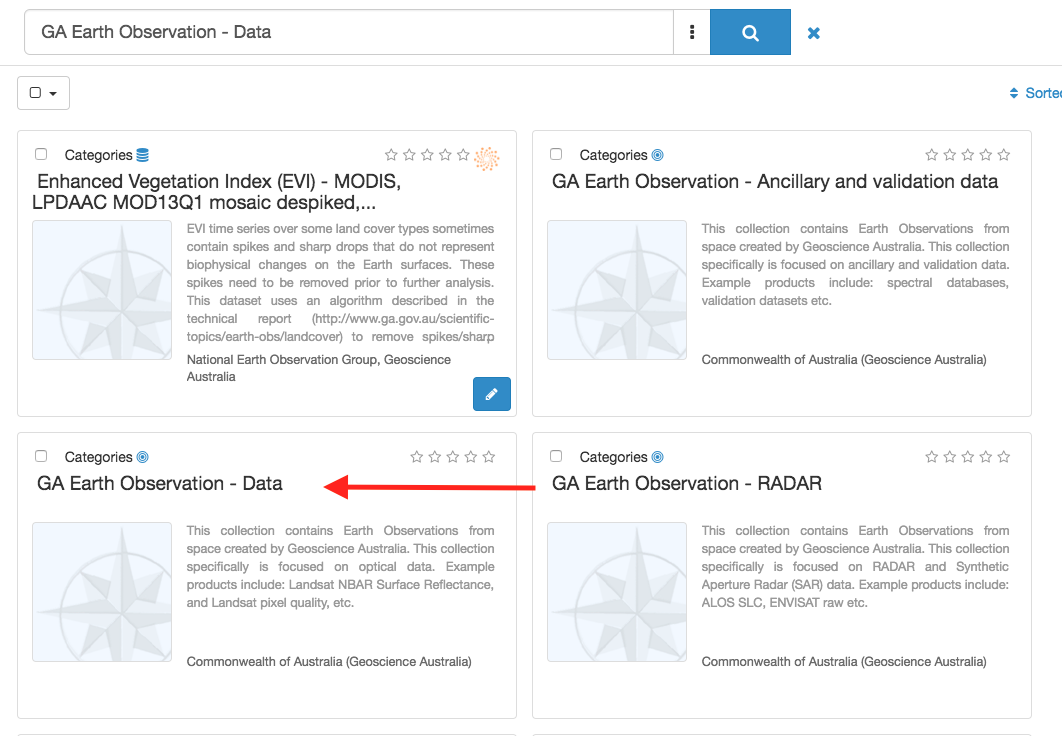 GA Earth Observation - Data
Sorted
Categories
Enhanced Vegetation Index (EVI) - MODIS,
LPDAAC MOD13Q1 mosaic despiked,...
EVI time series over some land cover types sometimes
contain spikes and sharp drops that do not represent
biophysical changes on the Earth surfaces. These
spikes need to be removed prior to further analysis.
This dataset uses an algorithm described in the
technical report (http://www.ga.gov.au/scientific-
topics/earth-obs/landcover) to remove spikes/sharp
National Earth Observation Group, Geoscience
Australia
Categories
GA Earth Observation - Ancillary and validation data
This collection contains Earth Observations from
space created by Geoscience Australia. This collection
specifically is focused on ancillary and validation data.
Example products include: spectral databases,
validation datasets etc.
Commonwealth of Australia (Geoscience Australia)
Categories
GA Earth Observation - Data
This collection contains Earth Observations from
space created by Geoscience Australia. This collection
specifically is focused on optical data. Example
products include: Landsat NBAR Surface Reflectance,
and Landsat pixel quality, etc.
Commonwealth of Australia (Geoscience Australia)
Categories
GA Earth Observation - RADAR
This collection contains Earth Observations from
space created by Geoscience Australia. This collection
specifically is focused on RADAR and Synthetic
Aperture Radar (SAR) data. Example products include:
ALOS SLC, ENVISAT raw etc.
Commonwealth of Australia (Geoscience Australia)